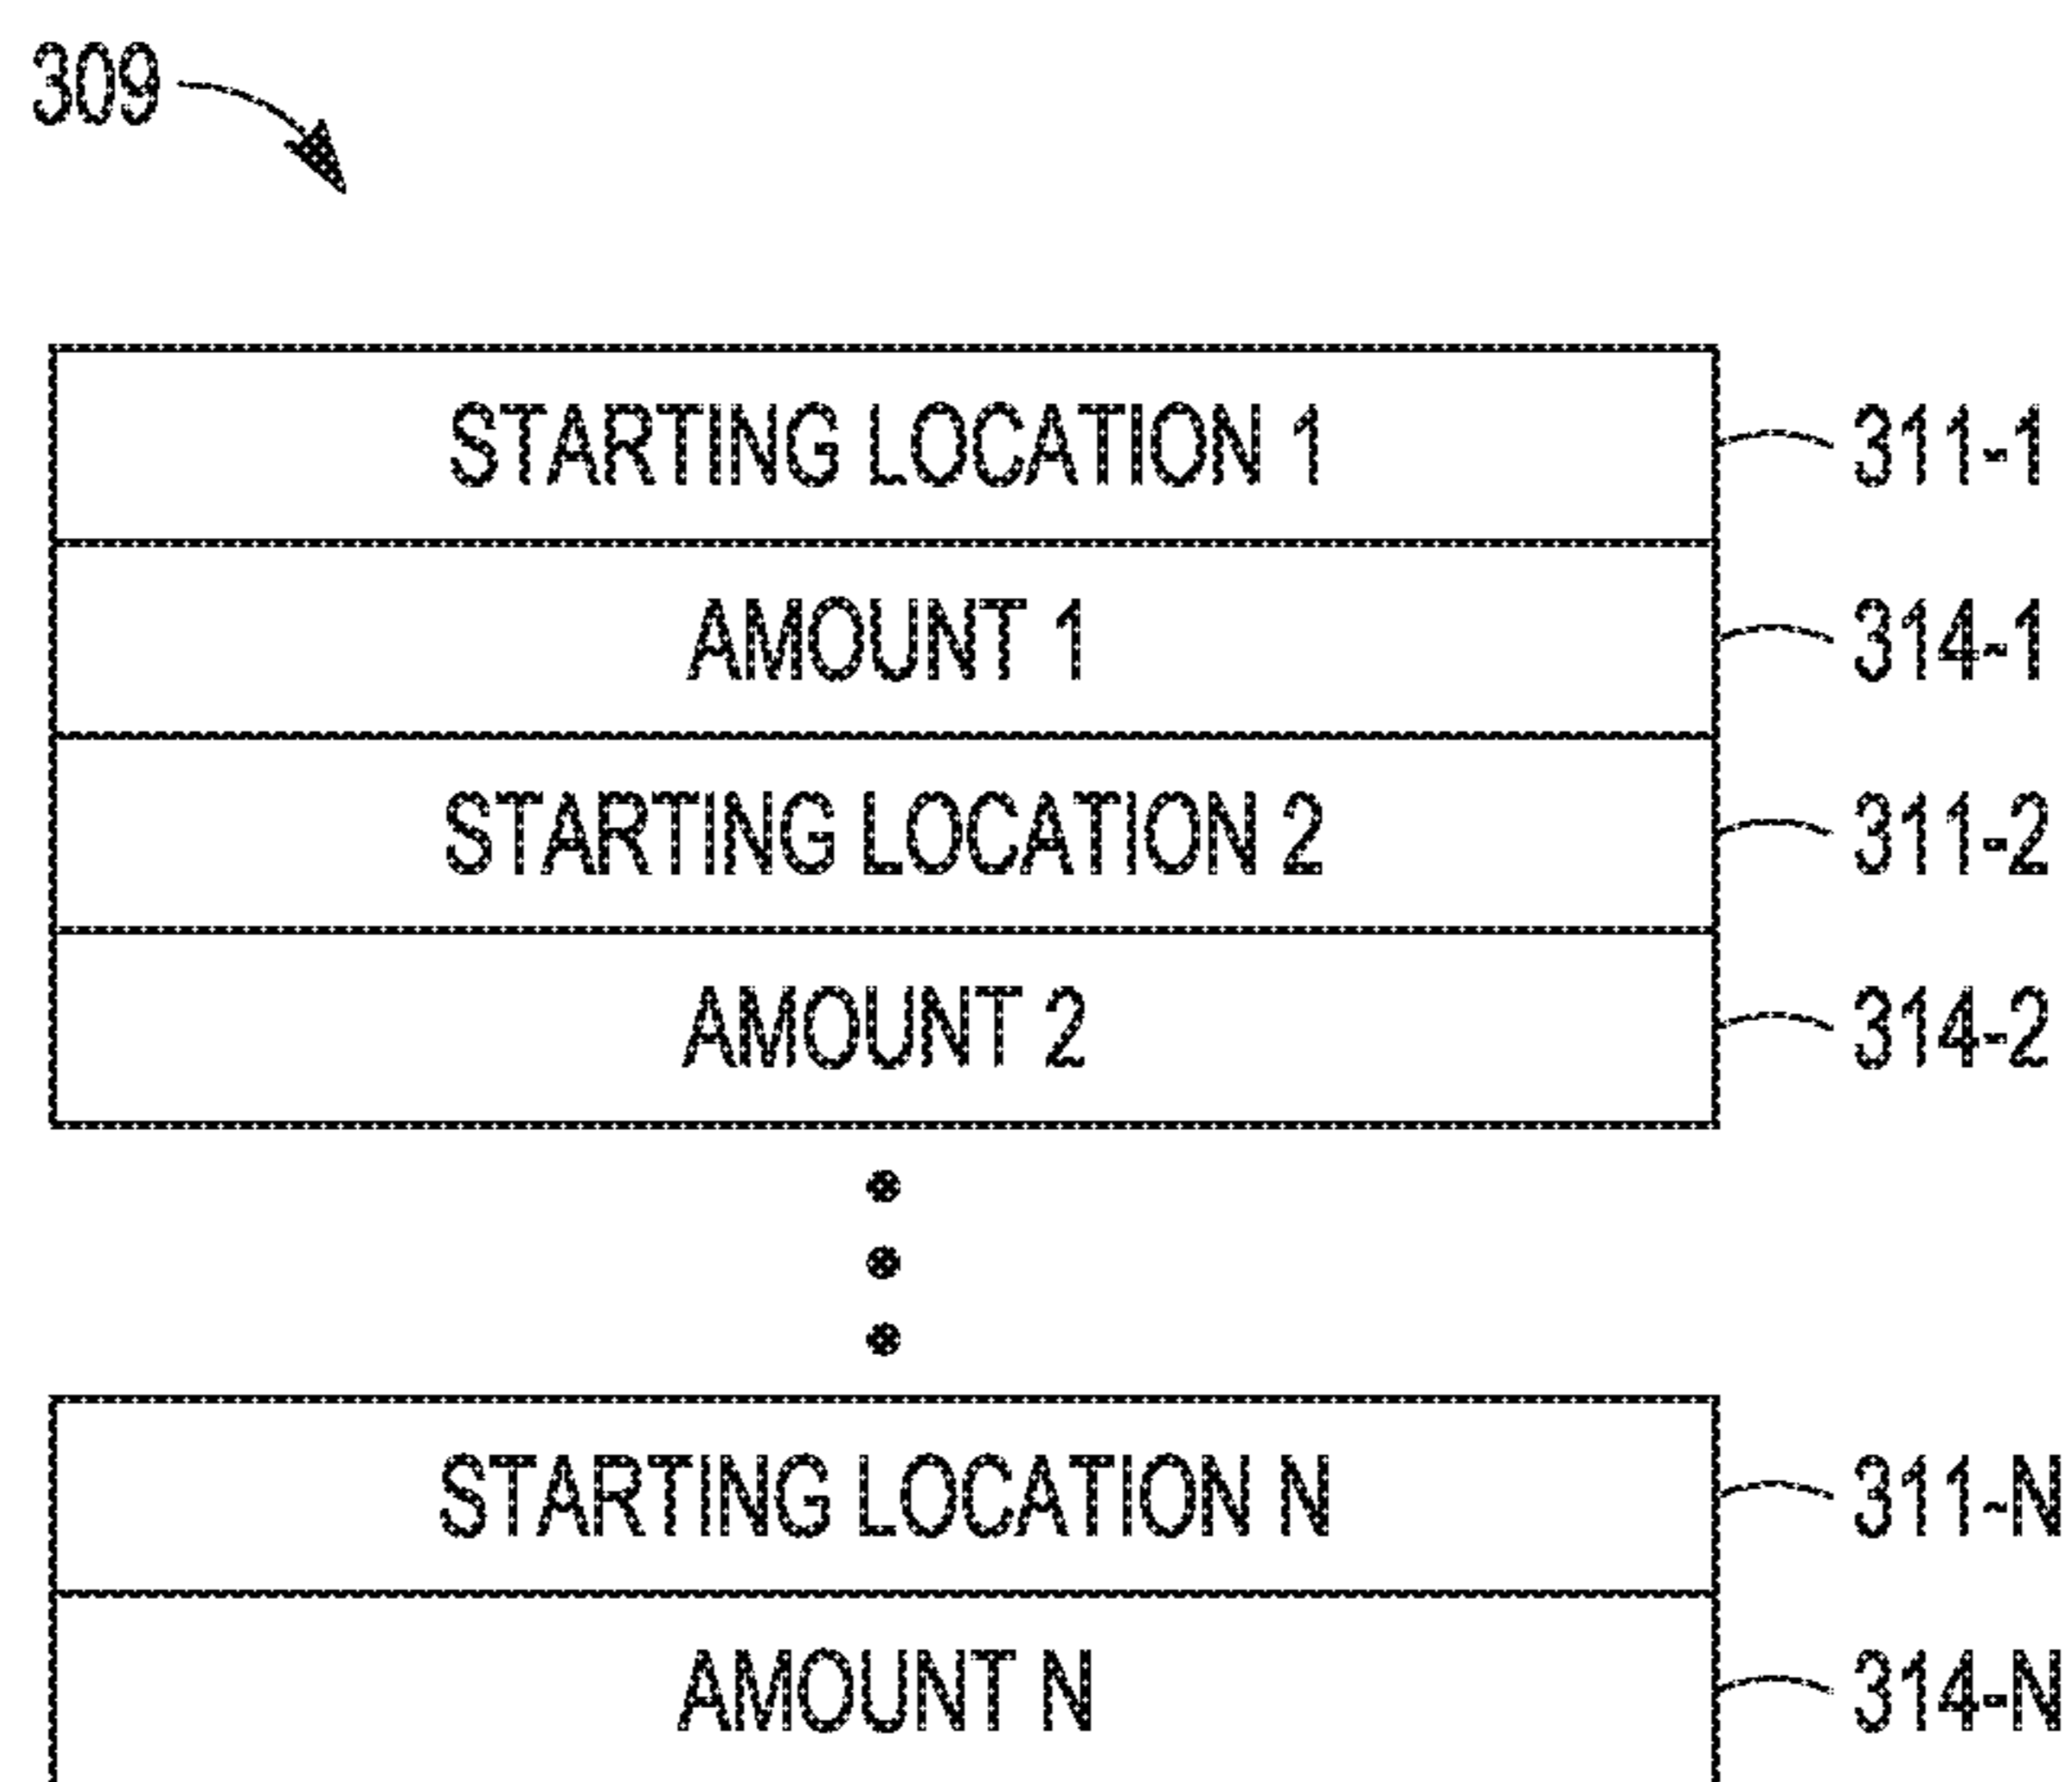 309
STARTING LOCATION 1 311-1
AMOUNT 1 314-1
STARTING LOCATION 2 311-2
AMOUNT 2 314-2
STARTING LOCATION N 311-N
AMOUNT N 314-N